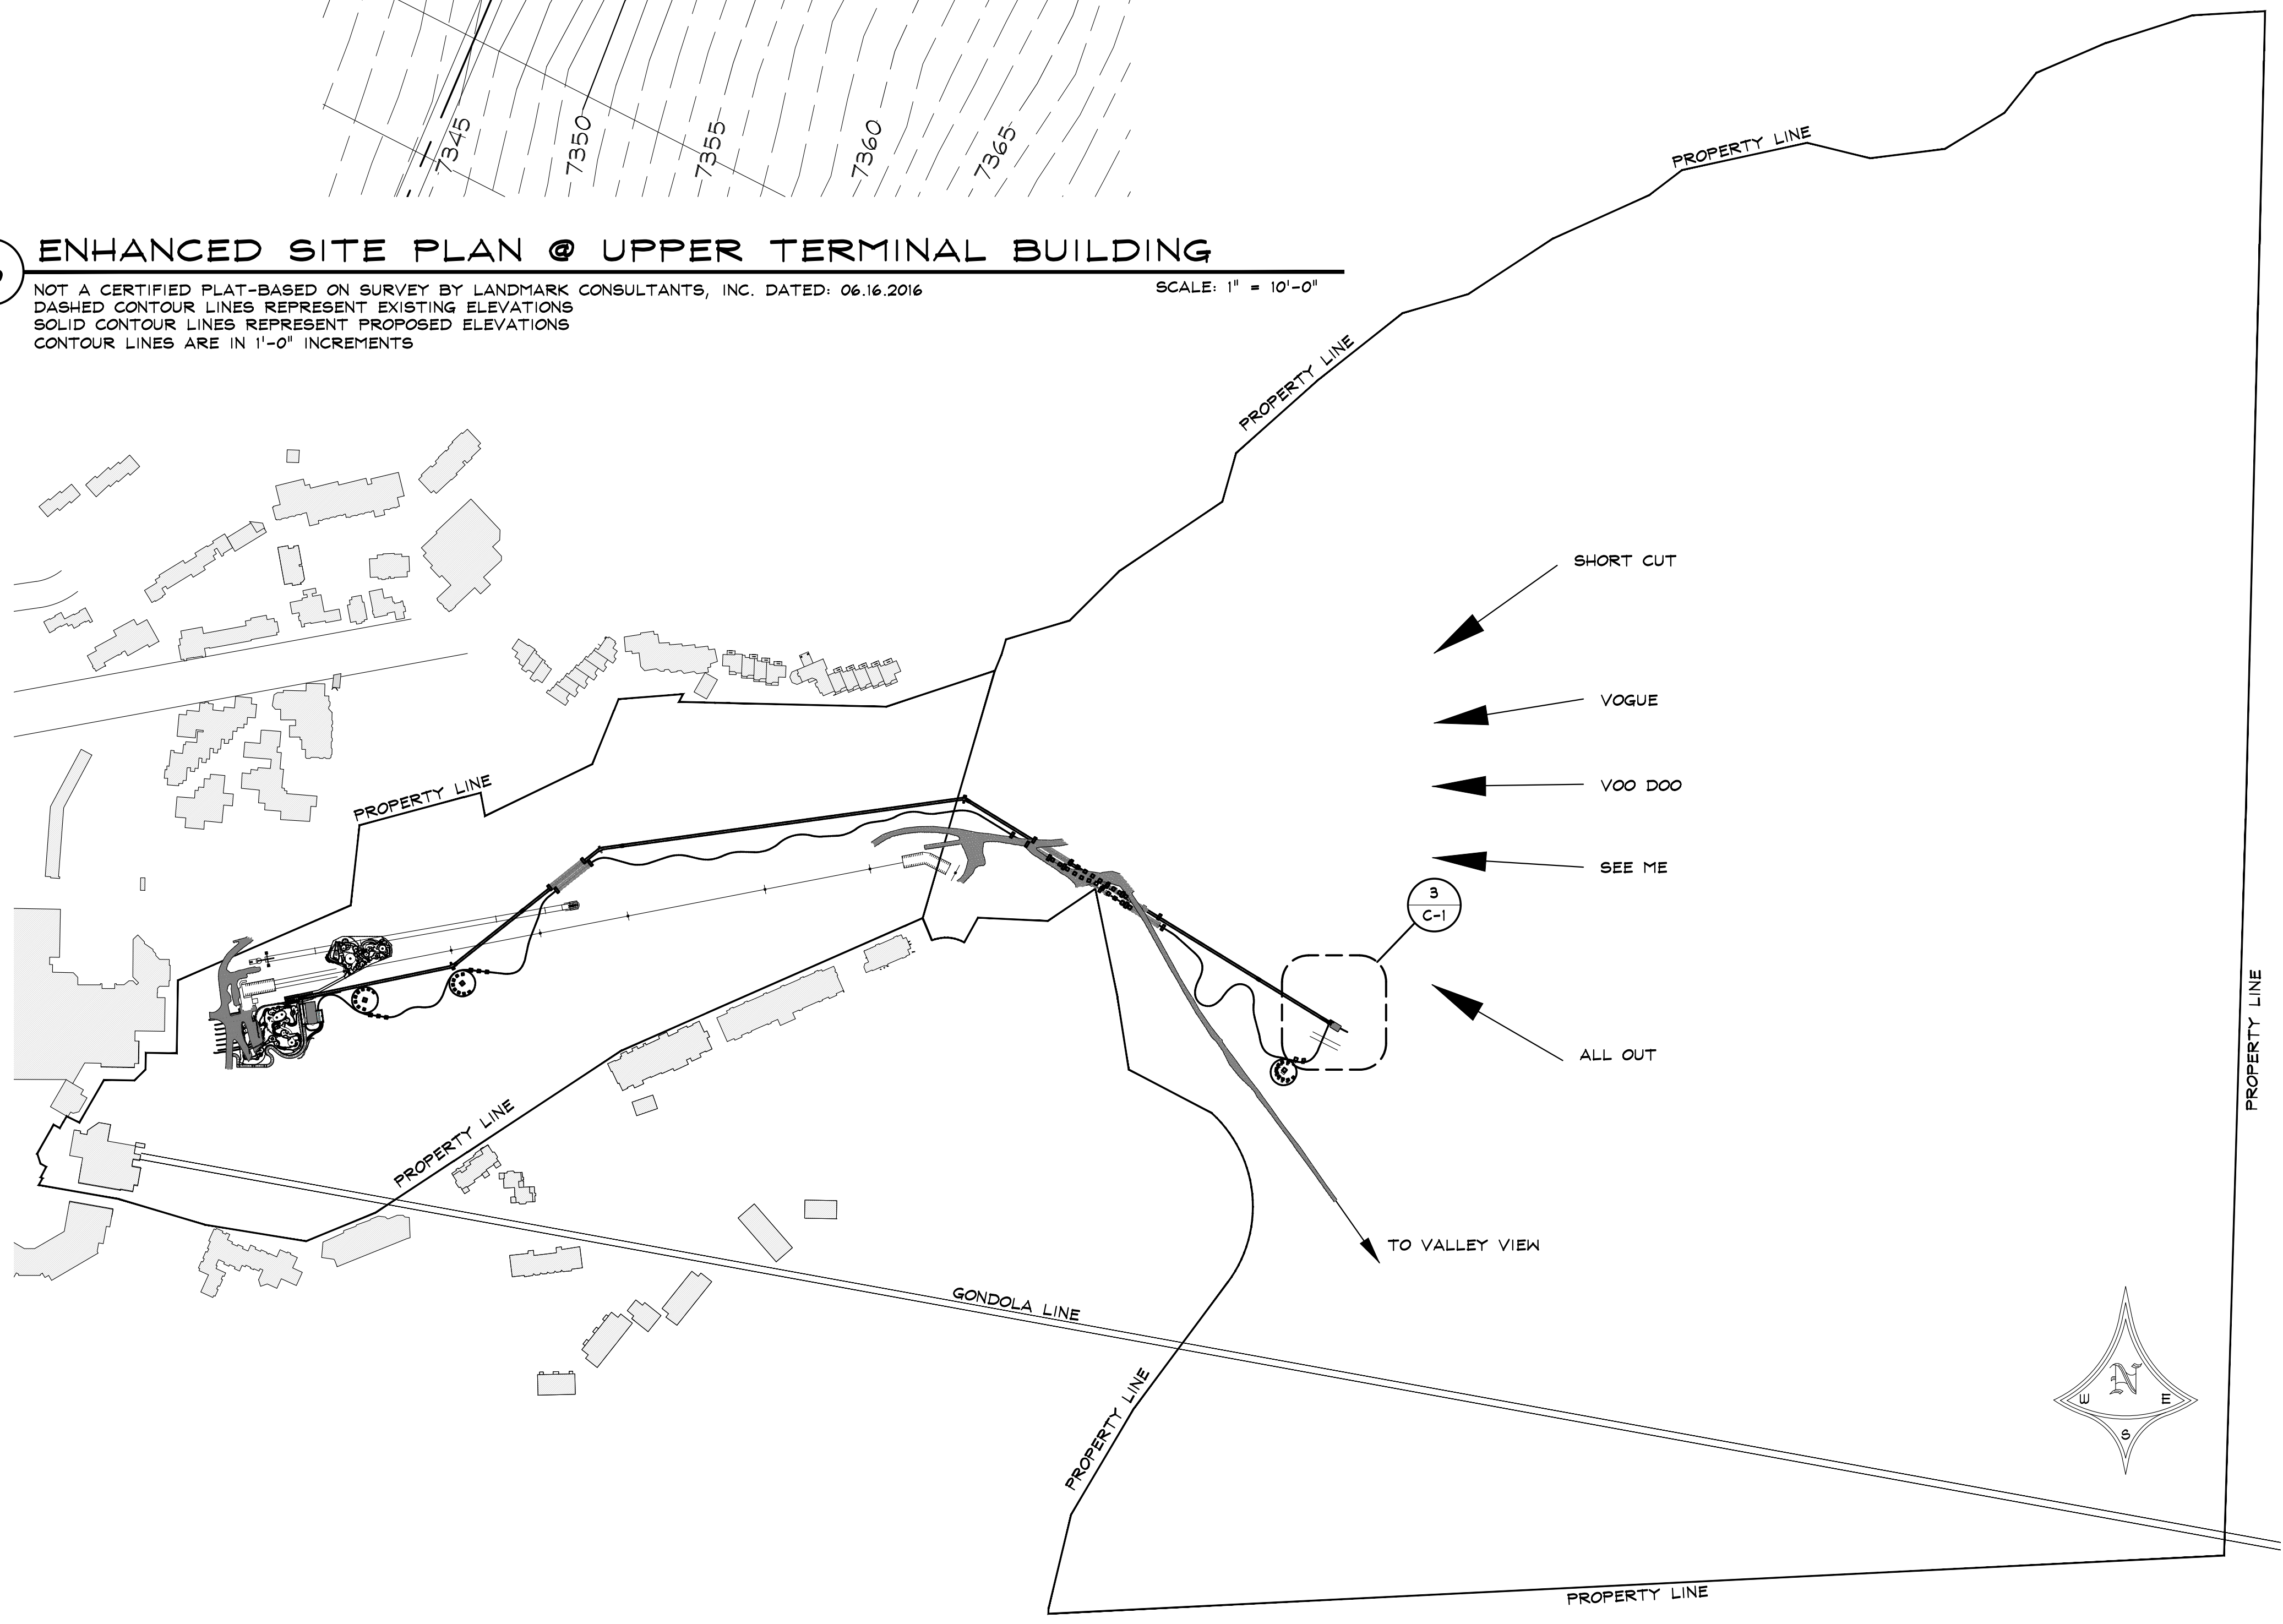 7345
7350
7355
7360
7365
ENHANCED SITE PLAN @ UPPER TERMINAL BUILDING
NOT A CERTIFIED PLAT-BASED ON SURVEY BY LANDMARK CONSULTANTS, INC. DATED: 06.16.2016
SCALE: 1" = 10'-0"
DASHED CONTOUR LINES REPRESENT EXISTING ELEVATIONS
SOLID CONTOUR LINES REPRESENT PROPOSED ELEVATIONS
CONTOUR LINES ARE IN 1'-0" INCREMENTS
PROPERTY LINE
PROPERTY LINE
SHORT CUT
VOGUE
VOO DOO
PROPERTY LINE
SEE ME
3
C-1
PROPERTY LINE
ALL OUT
PROPERTY LINE
TO VALLEY VIEW
GONDOLA LINE
PROPERTY LINE
N
W E
S
PROPERTY LINE